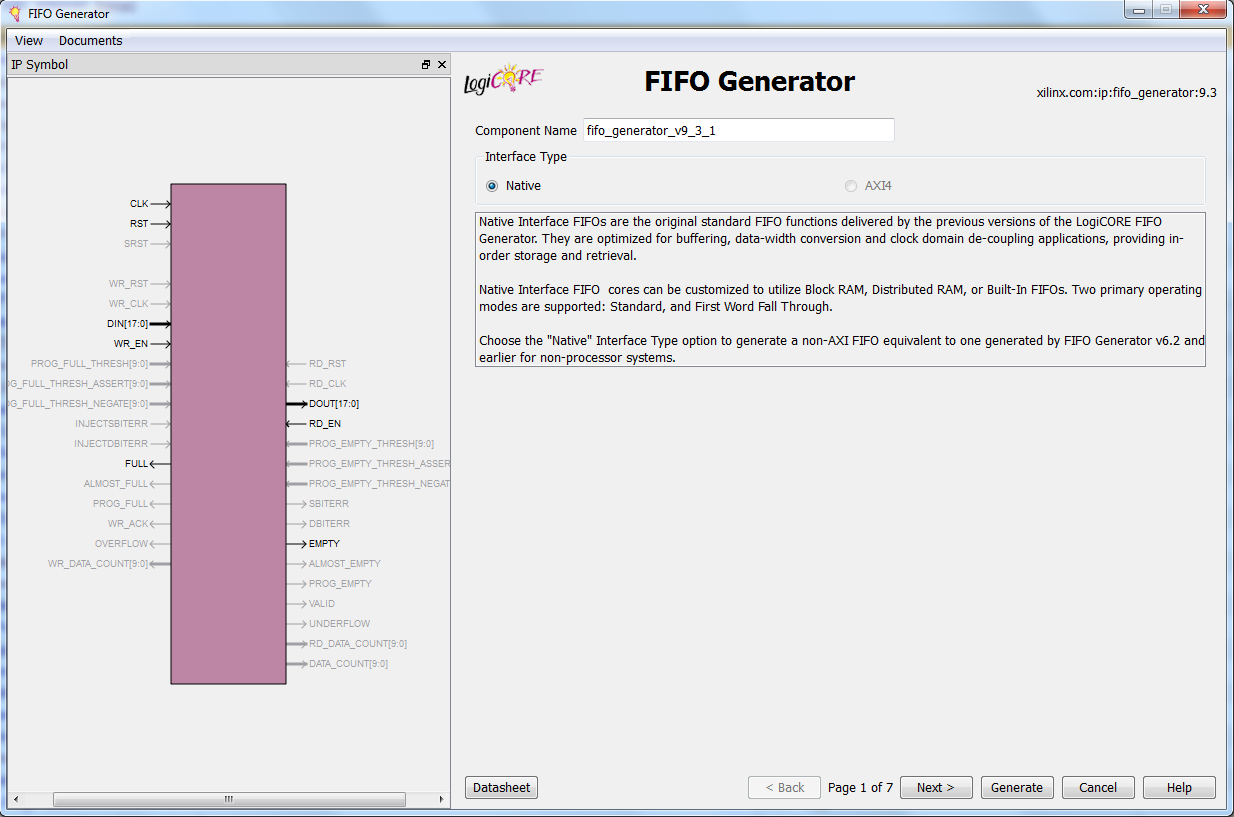 FIFO Generator
View Documents
IP Symbol
CLK
RST
SRST
WR_RST
WR_CLK
DIN[17:0]
WR_EN
PROG_FULL_THRESH[9:0]
OG_FULL_THRESH_ASSERT[9:0]
G_FULL_THRESH_NEGATE[9:0]
INJECTSBITERR
INJECTDBITERR
FULL
ALMOST_FULL
PROG_FULL
WR_ACK
OVERFLOW
WR_DATA_COUNT[9:0]
RD_RST
RD_CLK
DOUT[17:0]
RD_EN
PROG_EMPTY_THRESH[9:0]
PROG_EMPTY_THRESH_ASSER
PROG_EMPTY_THRESH_NEGAT
SBITERR
DBITERR
EMPTY
ALMOST_EMPTY
PROG_EMPTY
VALID
UNDERFLOW
RD_DATA_COUNT[9:0]
DATA_COUNT[9:0]
LogiCORE
FIFO Generator
xilinx.com:ip:fifo_generator:9.3
Component Name fifo_generator_v9_3_1
Interface Type
Native AXI4
Native Interface FIFOs are the original standard FIFO functions delivered by the previous versions of the LogiCORE FIFO
Generator. They are optimized for buffering, data-width conversion and clock domain de-coupling applications, providing in-
order storage and retrieval.
Native Interface FIFO cores can be customized to utilize Block RAM, Distributed RAM, or Built-In FIFOs. Two primary operating
modes are supported: Standard, and First Word Fall Through.
Choose the "Native" Interface Type option to generate a non-AXI FIFO equivalent to one generated by FIFO Generator v6.2 and
earlier for non-processor systems.
Datasheet < Back Page 1 of 7 Next > Generate Cancel Help